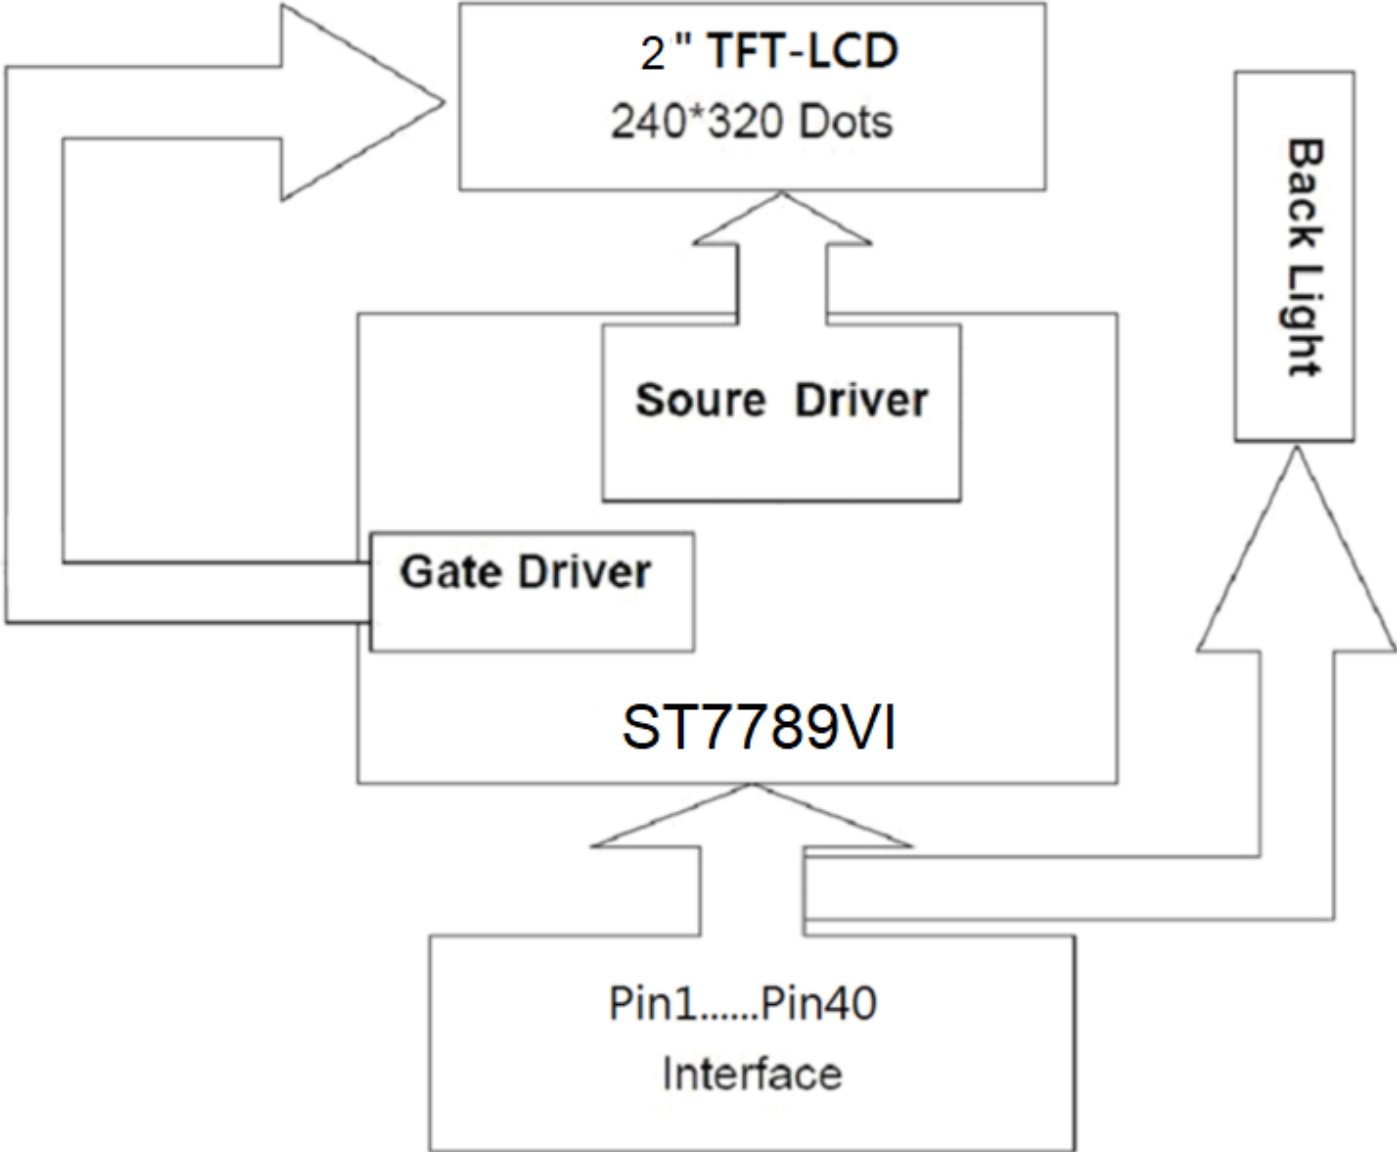 2" TFT-LCD
240*320 Dots
Back Light
Soure Driver
Gate Driver
ST7789VI
Pin1......Pin40
Interface